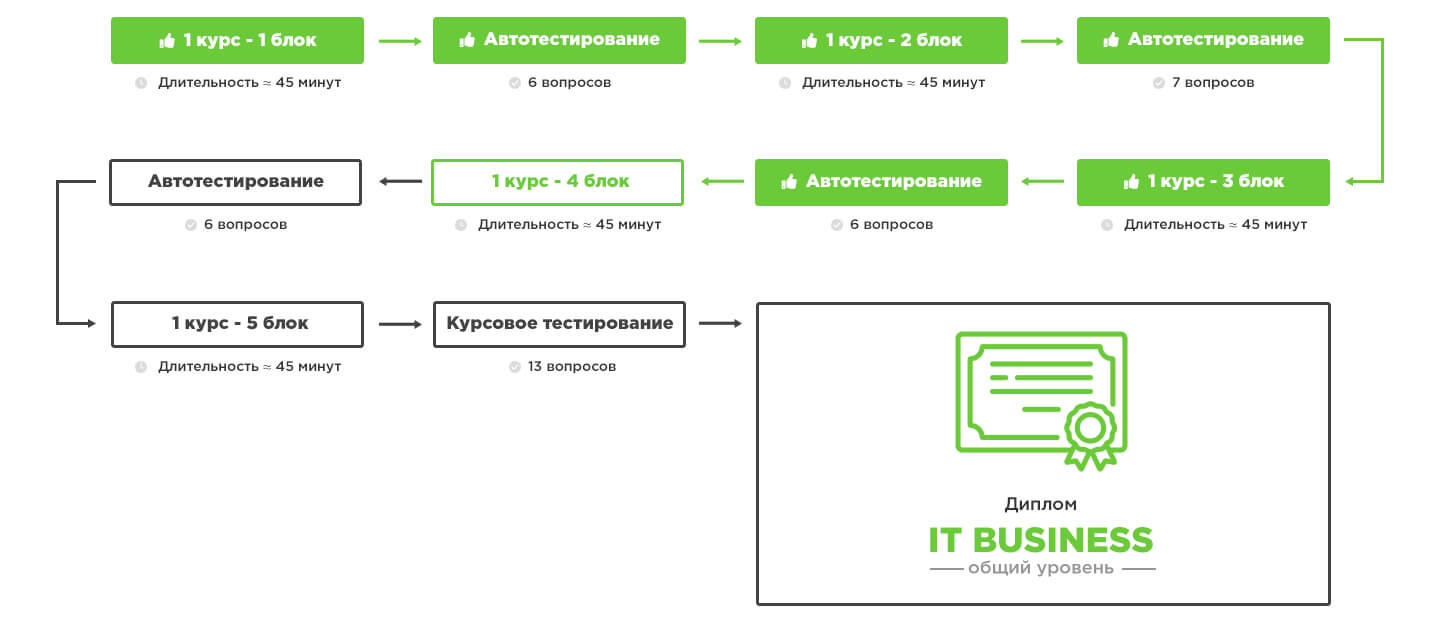 1 курс - 1 блок
Длительность ≈ 45 минут
Автотестирование
6 вопросов
1 курс - 2 блок
Длительность ≈ 45 минут
Автотестирование
7 вопросов
1 курс - 3 блок
Длительность ≈ 45 минут
Автотестирование
6 вопросов
1 курс - 4 блок
Длительность ≈ 45 минут
Автотестирование
6 вопросов
1 курс - 5 блок
Длительность ≈ 45 минут
Курсовое тестирование
13 вопросов
Диплом
IT BUSINESS
общий уровень